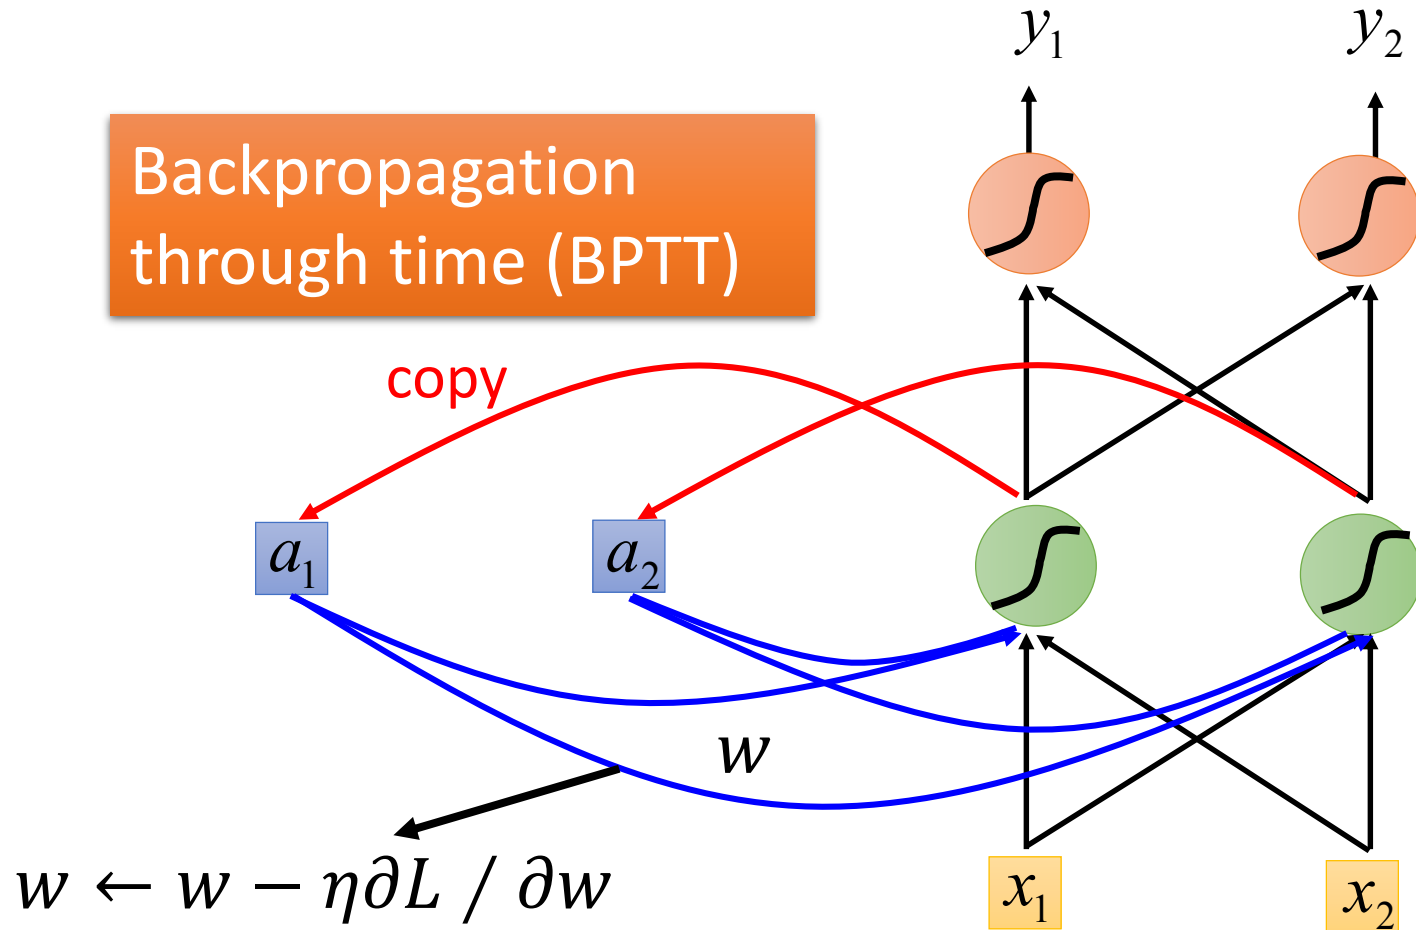 y₁ y₂
Backpropagation
through time (BPTT)
copy
a₁ a₂
w
w ← w − η∂L / ∂w
x₁ x₂